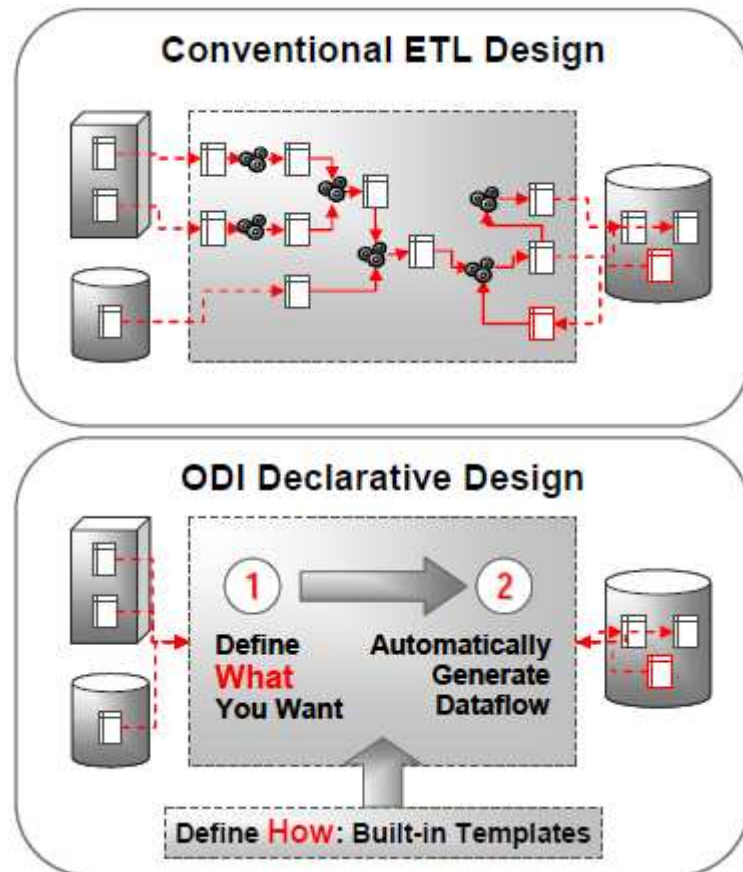 Conventional ETL Design
ODI Declarative Design
1
2
Define
What
You Want
Automatically
Generate
Dataflow
Define How: Built-in Templates